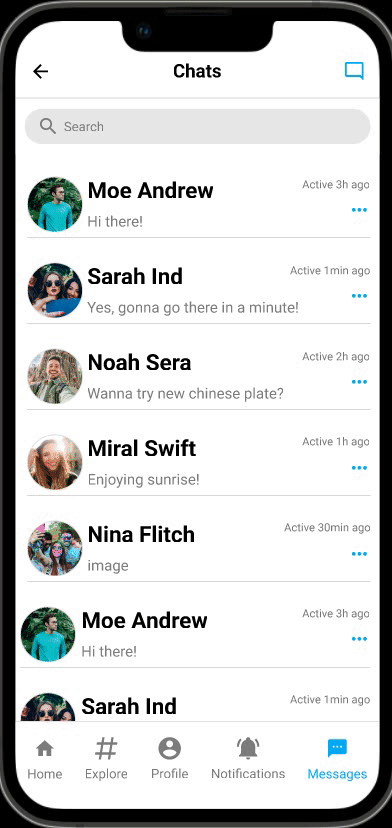 Chats
Search
Moe Andrew
Active 3h ago
Hi there!
Sarah Ind
Active 1min ago
Yes, gonna go there in a minute!
Noah Sera
Active 2h ago
Wanna try new chinese plate?
Miral Swift
Active 1h ago
Enjoying sunrise!
Nina Flitch
Active 30min ago
image
Moe Andrew
Active 3h ago
Hi there!
Sarah Ind
Active 1min ago
Home Explore Profile Notifications Messages